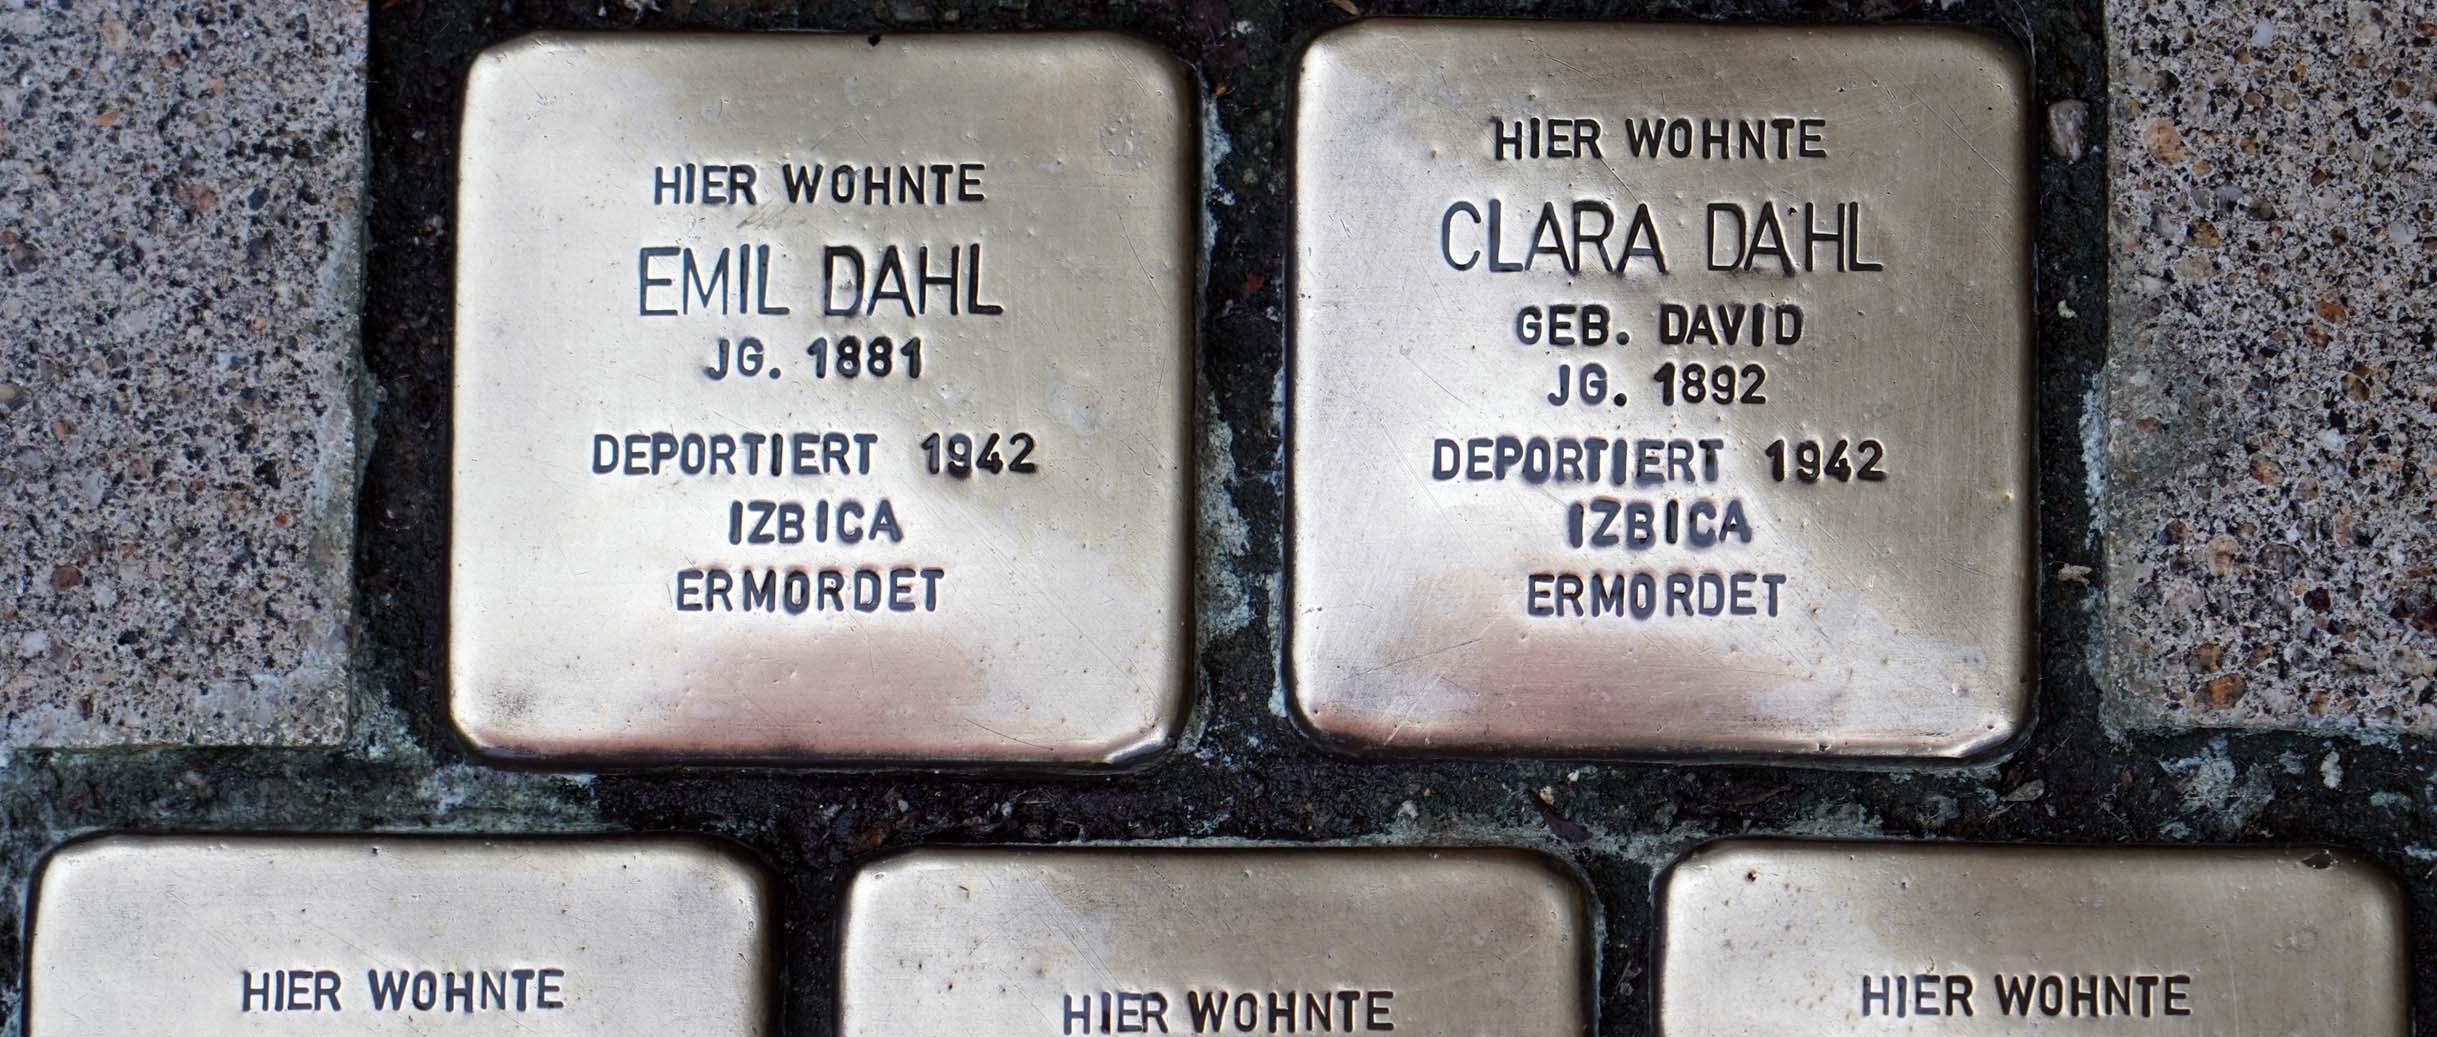 HIER WOHNTE
EMIL DAHL
JG. 1881
DEPORTIERT 1942
IZBICA
ERMORDET
HIER WOHNTE
CLARA DAHL
GEB. DAVID
JG. 1892
DEPORTIERT 1942
IZBICA
ERMORDET
HIER WOHNTE
HIER WOHNTE
HIER WOHNTE